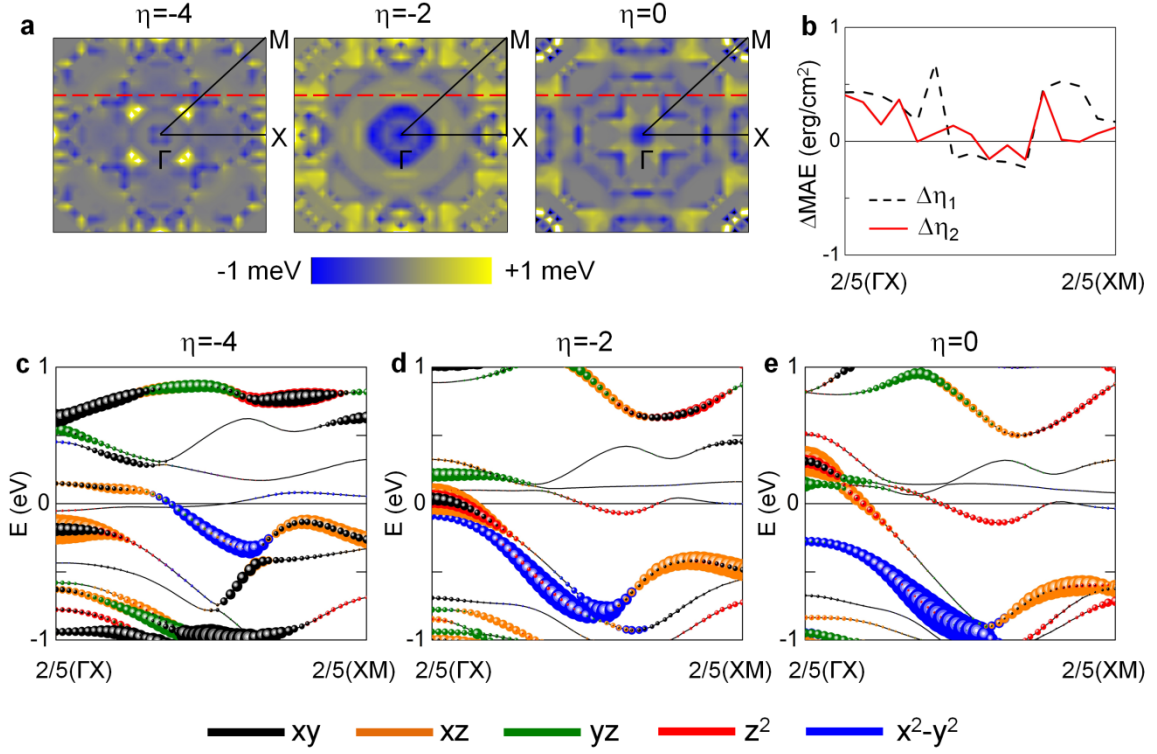 η=-4 η=-2 η=0
a b
M M M
X X X
Γ Γ Γ
-1 meV +1 meV
ΔMAE (erg/cm²)
1
0
-1
Δη₁
Δη₂
2/5(ΓX) 2/5(XM)
η=-4 η=-2 η=0
c d e
E (eV) E (eV) E (eV)
1 1 1
0 0 0
-1 -1 -1
2/5(ΓX) 2/5(XM) 2/5(ΓX) 2/5(XM) 2/5(ΓX) 2/5(XM)
xy xz yz z² x²-y²